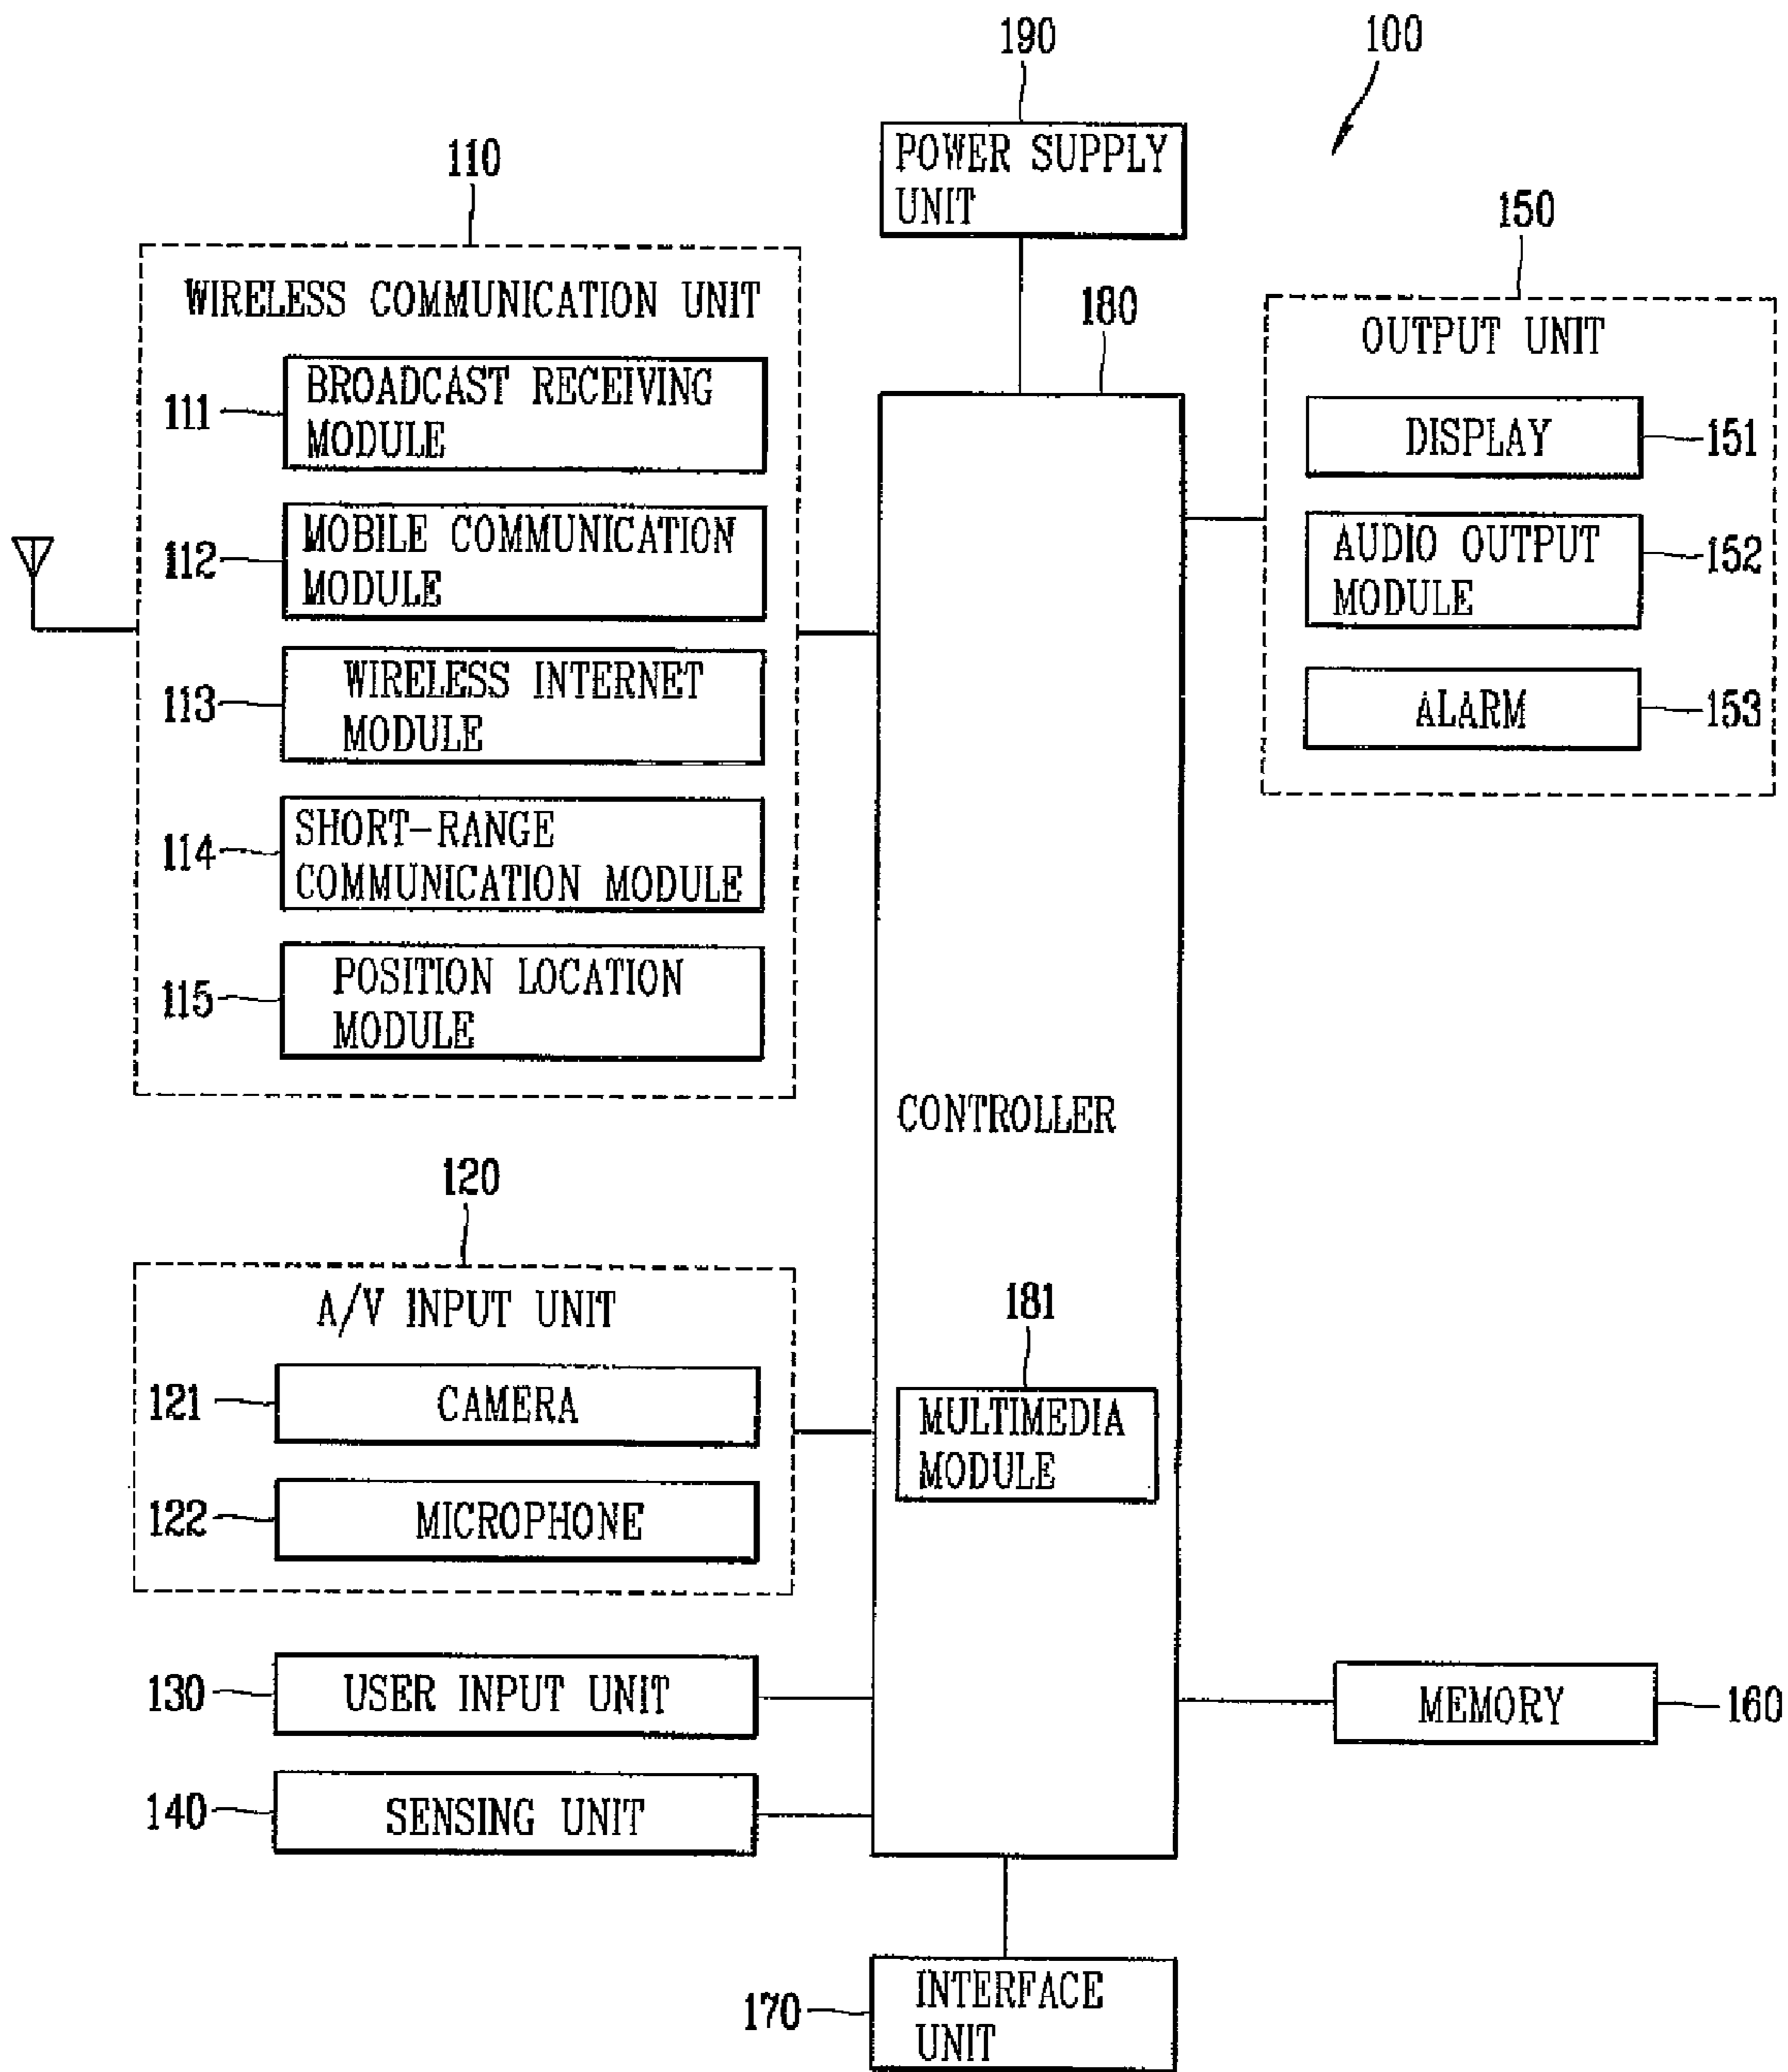 190
100
POWER SUPPLY
UNIT
110
WIRELESS COMMUNICATION UNIT
111
BROADCAST RECEIVING
MODULE
112
MOBILE COMMUNICATION
MODULE
113
WIRELESS INTERNET
MODULE
114
SHORT-RANGE
COMMUNICATION MODULE
115
POSITION LOCATION
MODULE
180
CONTROLLER
150
OUTPUT UNIT
DISPLAY
151
AUDIO OUTPUT
MODULE
152
ALARM
153
120
A/V INPUT UNIT
121
CAMERA
122
MICROPHONE
181
MULTIMEDIA
MODULE
130
USER INPUT UNIT
140
SENSING UNIT
MEMORY
160
170
INTERFACE
UNIT